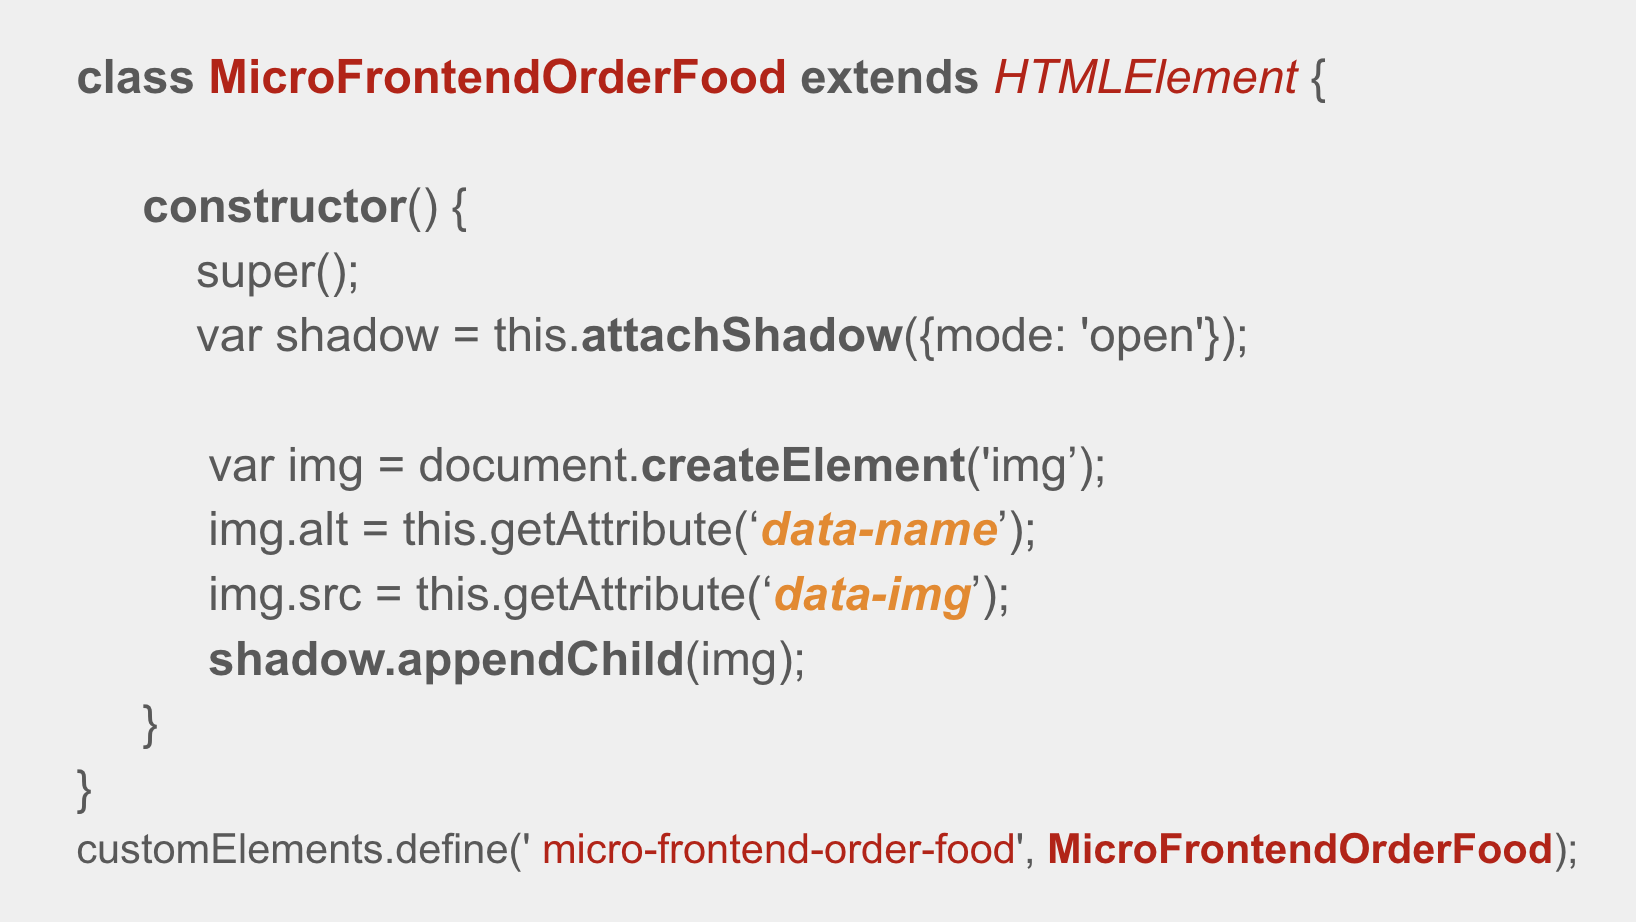 class MicroFrontendOrderFood extends HTMLElement {
constructor() {
super();
var shadow = this.attachShadow({mode: 'open'});
var img = document.createElement('img’);
img.alt = this.getAttribute(‘data-name’);
img.src = this.getAttribute(‘data-img’);
shadow.appendChild(img);
}
}
customElements.define(' micro-frontend-order-food', MicroFrontendOrderFood);